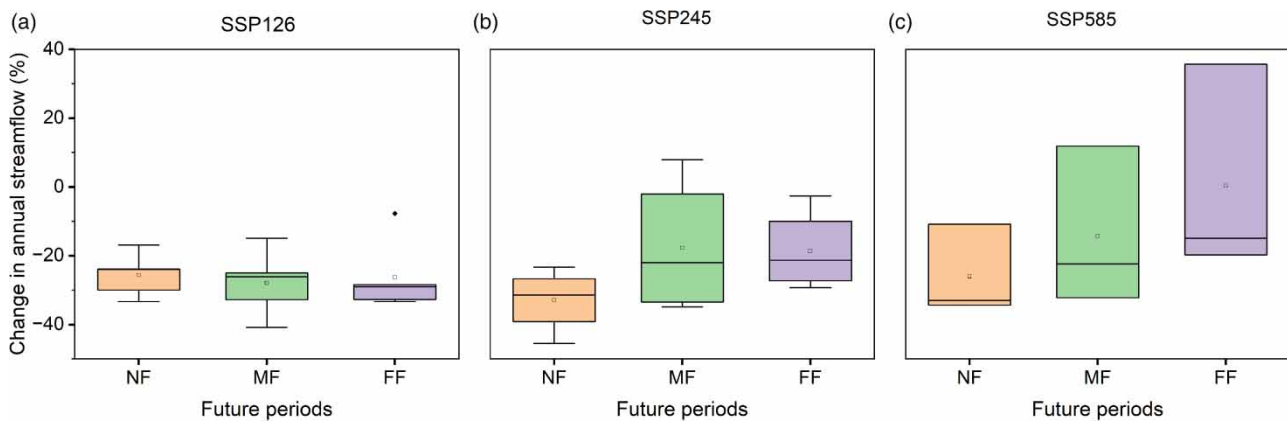 (a)
SSP126
(b)
SSP245
(c)
SSP585
Change in annual streamflow (%)
40
20
0
−20
−40
NF
MF
FF
NF
MF
FF
NF
MF
FF
Future periods
Future periods
Future periods